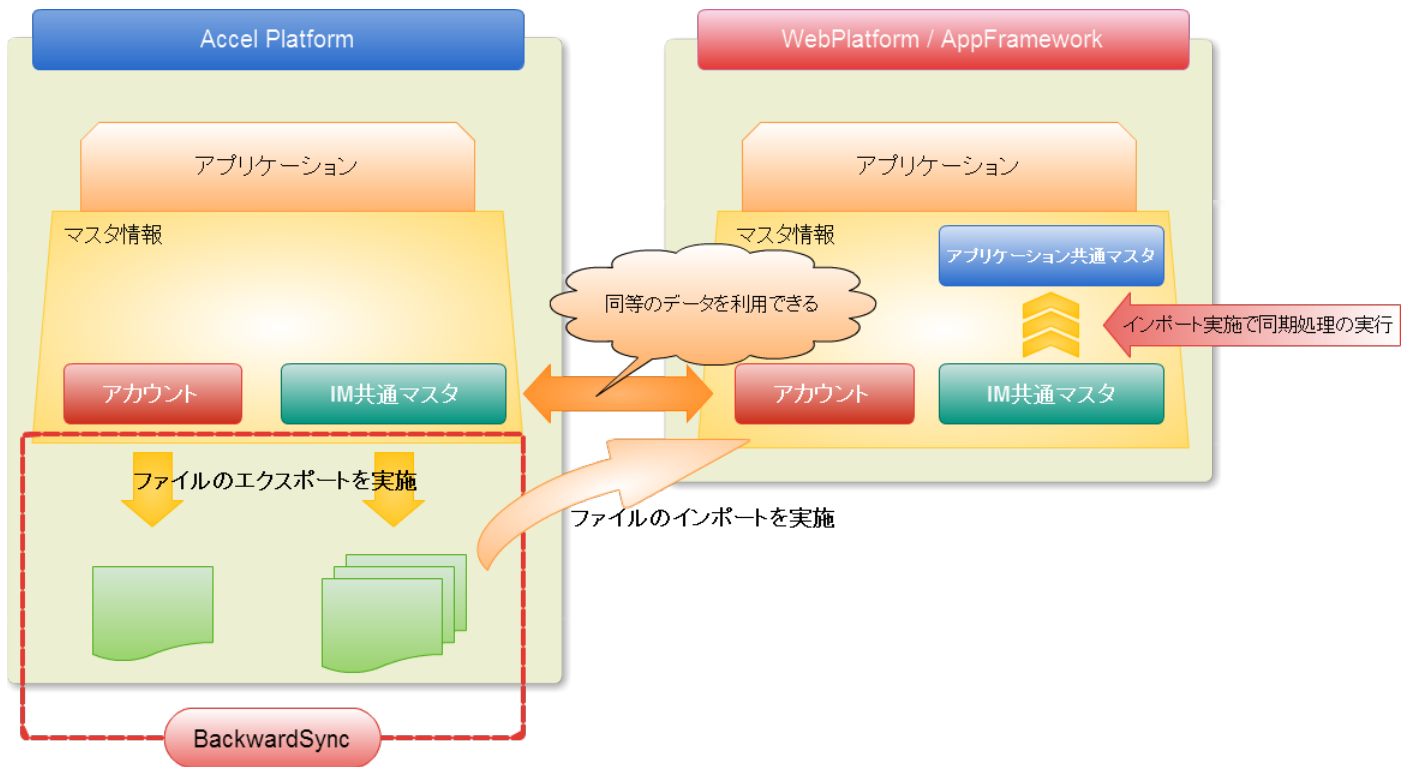 Accel Platform
WebPlatform / AppFramework
アプリケーション
アプリケーション
マスタ情報
マスタ情報
アプリケーション共通マスタ
同等のデータを利用できる
インポート実施で同期処理の実行
アカウント
IM共通マスタ
アカウント
IM共通マスタ
ファイルのエクスポートを実施
ファイルのインポートを実施
BackwardSync